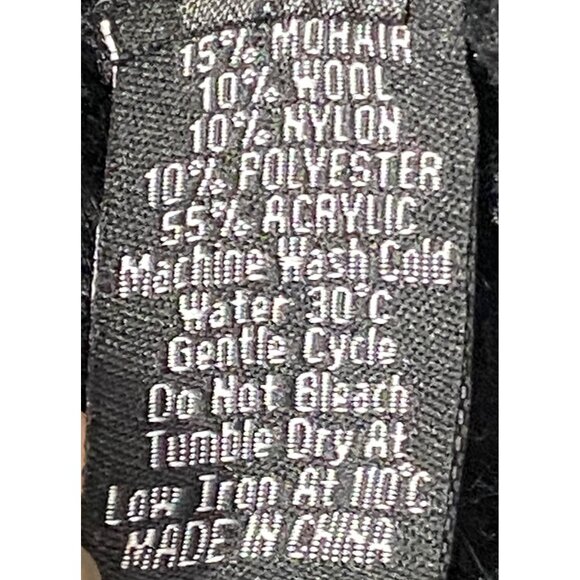 15% MOHAIR
10% WOOL
10% NYLON
10% POLYESTER
55% ACRYLIC
Machine Wash Cold
Water 30°C
Gentle Cycle
Do Not Bleach
Tumble Dry At
Low Iron At 110°C
MADE IN CHINA